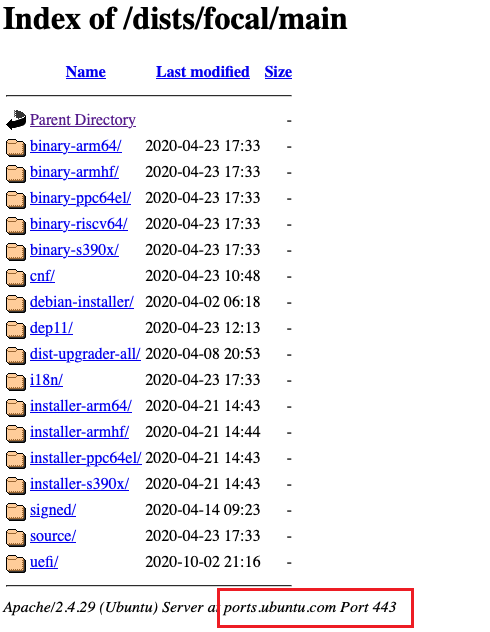 Index of /dists/focal/main
Name Last modified Size
Parent Directory -
binary-arm64/ 2020-04-23 17:33 -
binary-armhf/ 2020-04-23 17:33 -
binary-ppc64el/ 2020-04-23 17:33 -
binary-riscv64/ 2020-04-23 17:33 -
binary-s390x/ 2020-04-23 17:33 -
cnf/ 2020-04-23 10:48 -
debian-installer/ 2020-04-02 06:18 -
dep11/ 2020-04-23 12:13 -
dist-upgrader-all/ 2020-04-08 20:53 -
i18n/ 2020-04-23 17:33 -
installer-arm64/ 2020-04-21 14:43 -
installer-armhf/ 2020-04-21 14:44 -
installer-ppc64el/ 2020-04-21 14:43 -
installer-s390x/ 2020-04-21 14:43 -
signed/ 2020-04-14 09:23 -
source/ 2020-04-23 17:33 -
uefi/ 2020-10-02 21:16 -
Apache/2.4.29 (Ubuntu) Server at ports.ubuntu.com Port 443